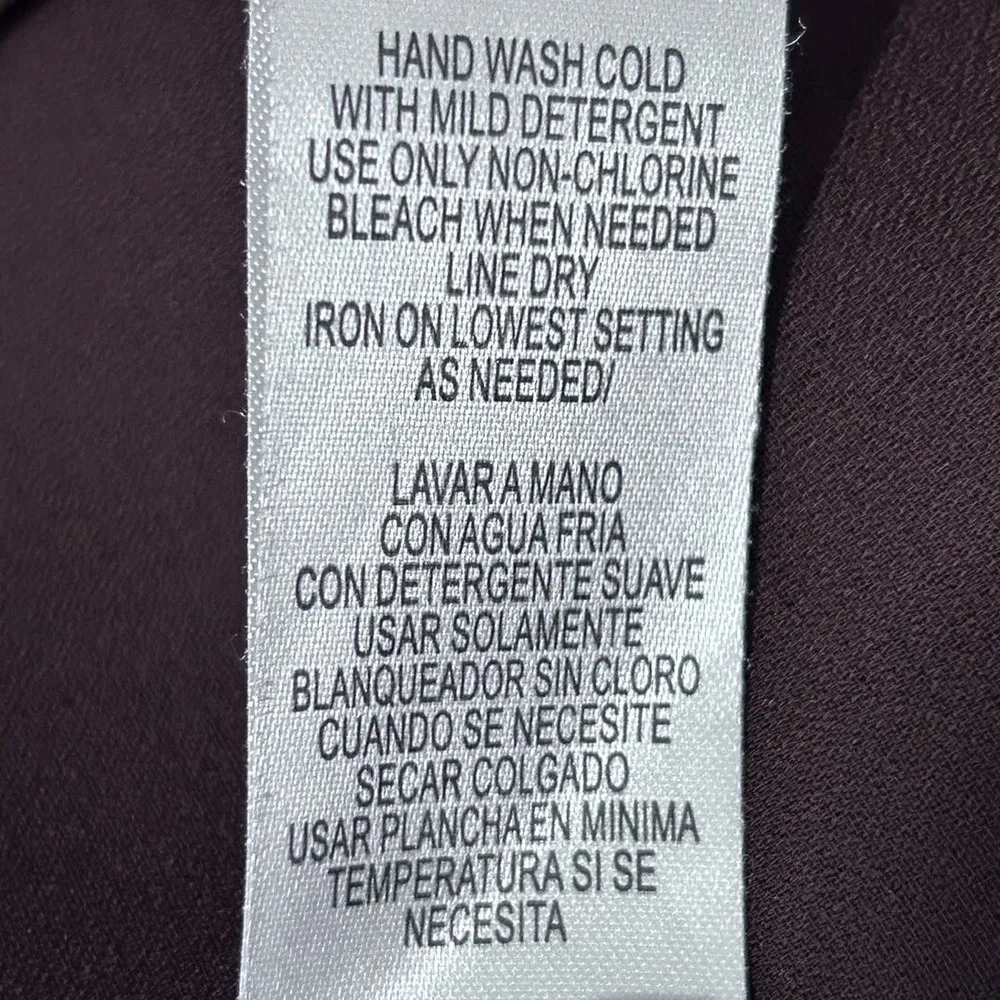 HAND WASH COLD
WITH MILD DETERGENT
USE ONLY NON-CHLORINE
BLEACH WHEN NEEDED
LINE DRY
IRON ON LOWEST SETTING
AS NEEDED/
LAVAR A MANO
CON AGUA FRIA
CON DETERGENTE SUAVE
USAR SOLAMENTE
BLANQUEADOR SIN CLORO
CUANDO SE NECESITE
SECAR COLGADO
USAR PLANCHA EN MINIMA
TEMPERATURA SI SE
NECESITA